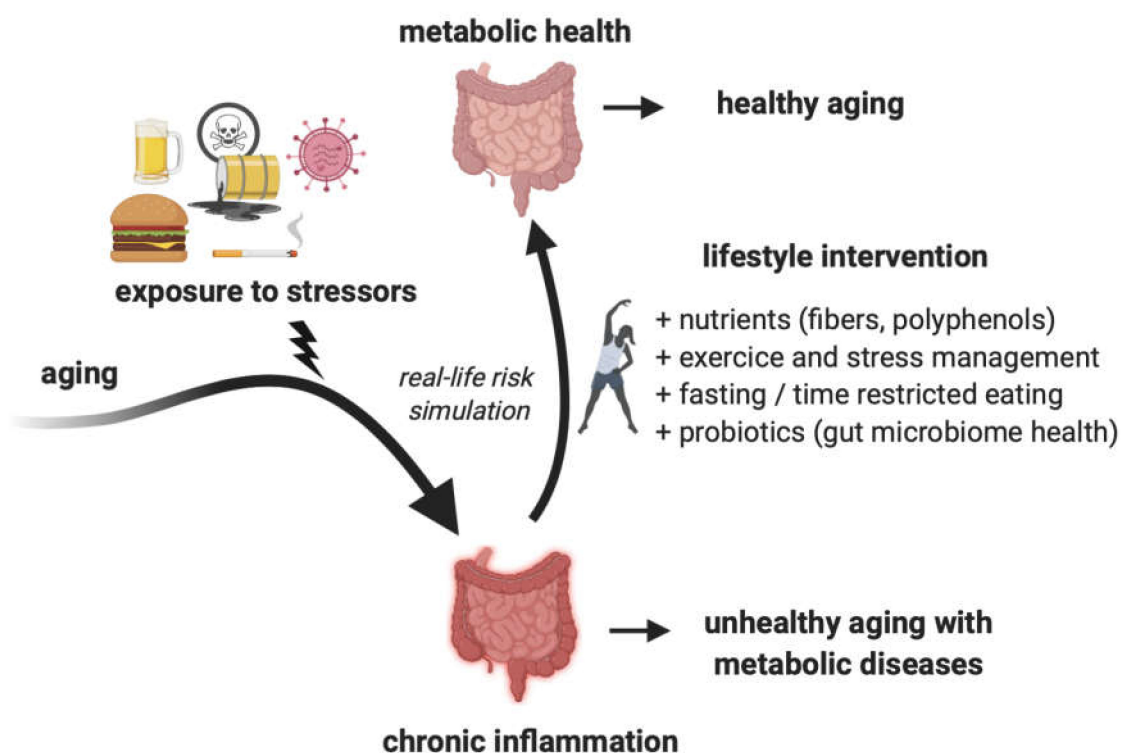 metabolic health
healthy aging
exposure to stressors
aging
real-life risk
simulation
lifestyle intervention
+ nutrients (fibers, polyphenols)
+ exercice and stress management
+ fasting / time restricted eating
+ probiotics (gut microbiome health)
unhealthy aging with
metabolic diseases
chronic inflammation